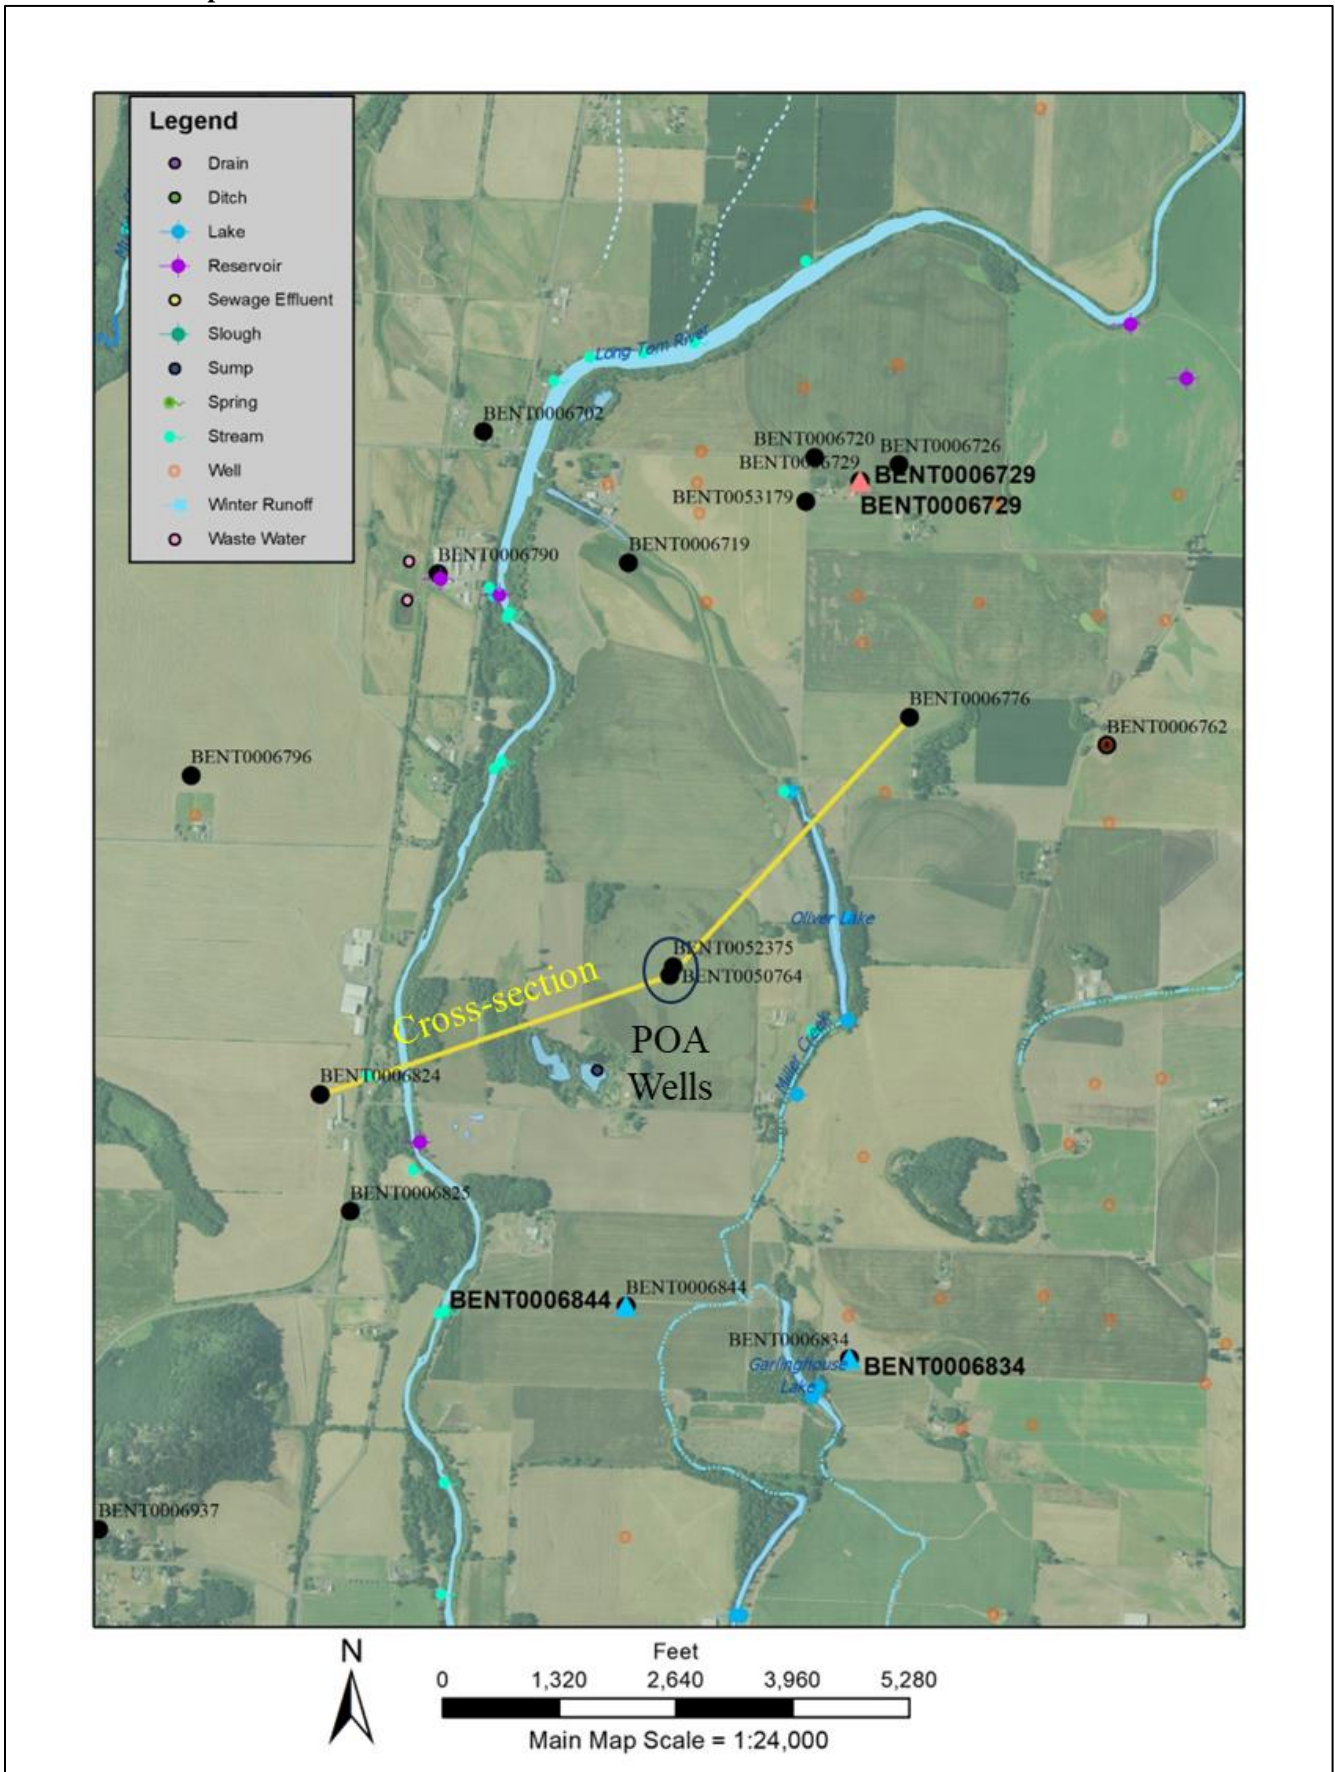 Legend
Drain
Ditch
Lake
Reservoir
Sewage Effluent
Slough
Sump
Spring
Stream
Well
Winter Runoff
Waste Water
Long Tom River
BENT0006702
BENT0006720
BENT0006726
BENT0006729
BENT0006729
BENT0006729
BENT0053179
BENT0006719
BENT0006790
BENT0006776
BENT0006762
BENT0006796
Oliver Lake
BENT0052375
BENT0050764
Cross-section
POA
Wells
Miller Creek
BENT0006824
BENT0006825
BENT0006844
BENT0006844
BENT0006834
BENT0006834
Garlinghouse
Lake
BENT0006937
N
Feet
0 1,320 2,640 3,960 5,280
Main Map Scale = 1:24,000